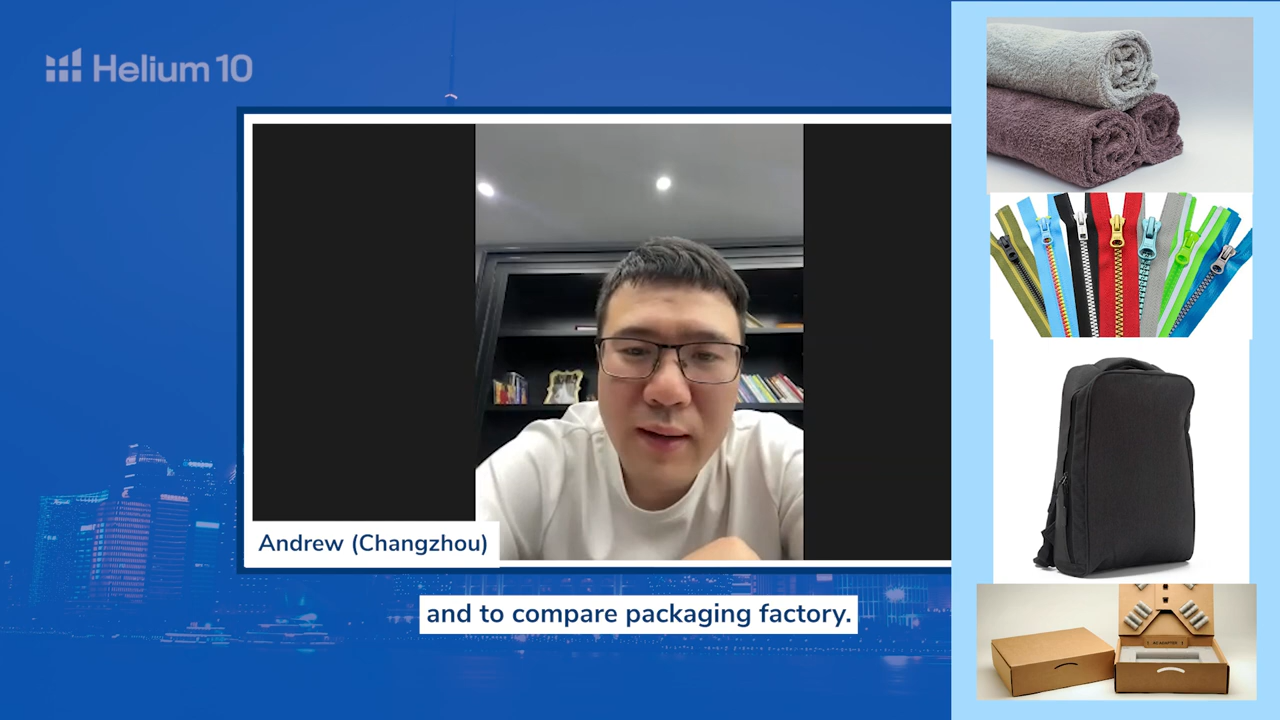 Helium 10
Andrew (Changzhou)
and to compare packaging factory.